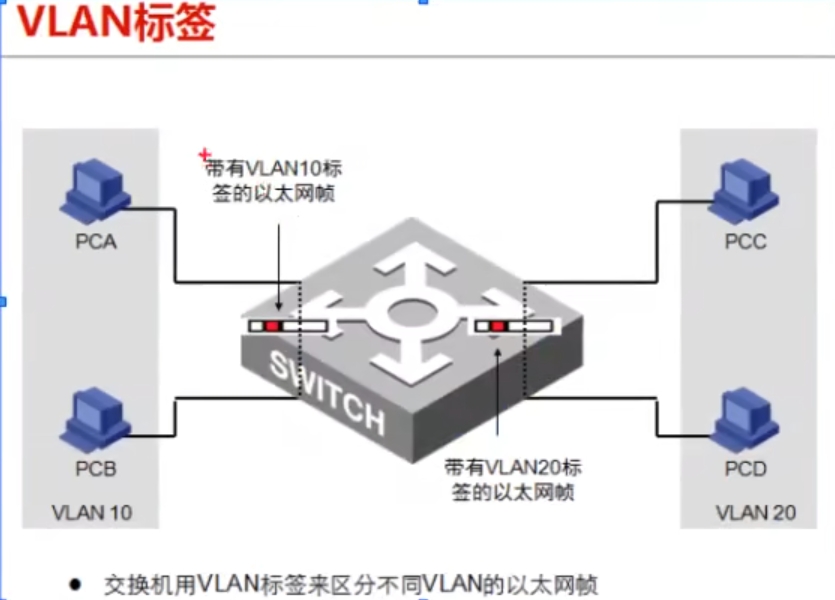 VLAN标签
带有VLAN10标
签的以太网帧
PCA
PCC
SWITCH
PCB
PCD
带有VLAN20标
签的以太网帧
VLAN 10
VLAN 20
● 交换机用VLAN标签来区分不同VLAN的以太网帧